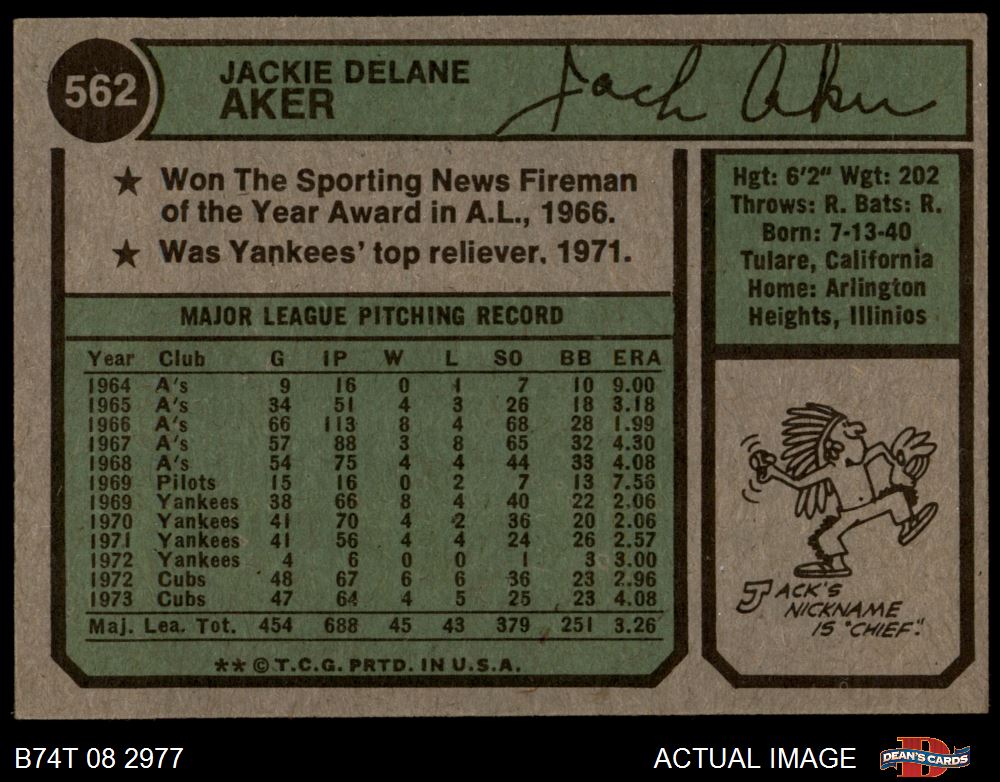 562
JACKIE DELANE
AKER
Jack Aker
★ Won The Sporting News Fireman
of the Year Award in A.L., 1966.
★ Was Yankees' top reliever, 1971.
Hgt: 6'2" Wgt: 202
Throws: R. Bats: R.
Born: 7-13-40
Tulare, California
Home: Arlington
Heights, Illinios
MAJOR LEAGUE PITCHING RECORD
Year Club G IP W L SO BB ERA
1964 A's 9 16 0 1 7 10 9.00
1965 A's 34 51 4 3 26 18 3.18
1966 A's 66 113 8 4 68 28 1.99
1967 A's 57 88 3 8 65 32 4.30
1968 A's 54 75 4 4 44 33 4.08
1969 Pilots 15 16 0 2 7 13 7.56
1969 Yankees 38 66 8 4 40 22 2.06
1970 Yankees 41 70 4 2 36 20 2.06
1971 Yankees 41 56 4 4 24 26 2.57
1972 Yankees 4 6 0 0 1 3 3.00
1972 Cubs 48 67 6 6 36 23 2.96
1973 Cubs 47 64 4 5 25 23 4.08
Maj. Lea. Tot. 454 688 45 43 379 251 3.26
**©T.C.G. PRTD. IN U.S.A.
JACK'S
NICKNAME
IS "CHIEF."
B74T 08 2977
ACTUAL IMAGE
DEAN'S CARDS